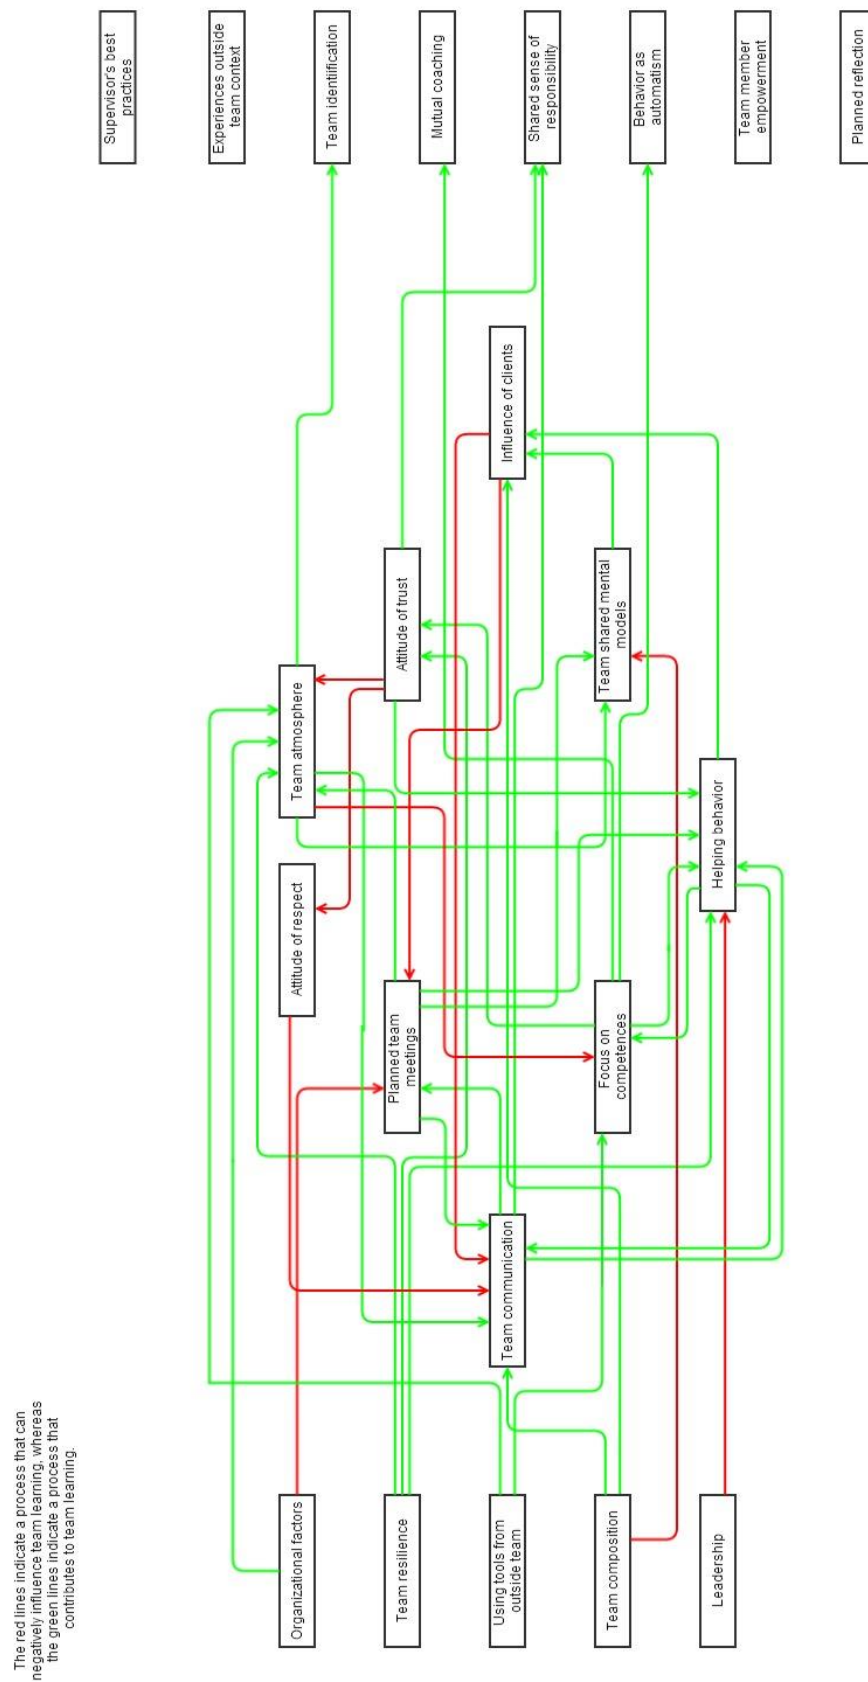 The red lines indicate a process that can
negatively influence team learning, whereas
the green lines indicate a process that
contributes to team learning.
Organizational factors
Team resilience
Using tools from
outside team
Team composition
Leadership
Team communication
Planned team
meetings
Focus on
competences
Attitude of respect
Helping behavior
Team atmosphere
Attitude of trust
Team shared mental
models
Influence of clients
Supervisor's best
practices
Experiences outside
team context
Team identiification
Mutual coaching
Shared sense of
responsibility
Behavior as
automatism
Team member
empowerment
Planned reflection